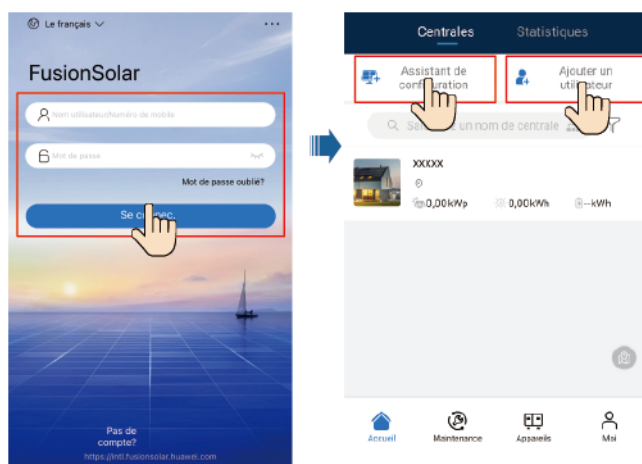 Le français
FusionSolar
Nom utilisateur/Numéro de mobile
Mot de passe
Mot de passe oublié?
Se connec.
Pas de
compte?
https://intl.fusionsolar.huawei.com
Centrales Statistiques
Assistant de
configuration
Ajouter un
utilisateur
un nom de centrale
XXXXX
0,00kWp 0,00kWh --kWh
Accueil Maintenance Appareils Moi